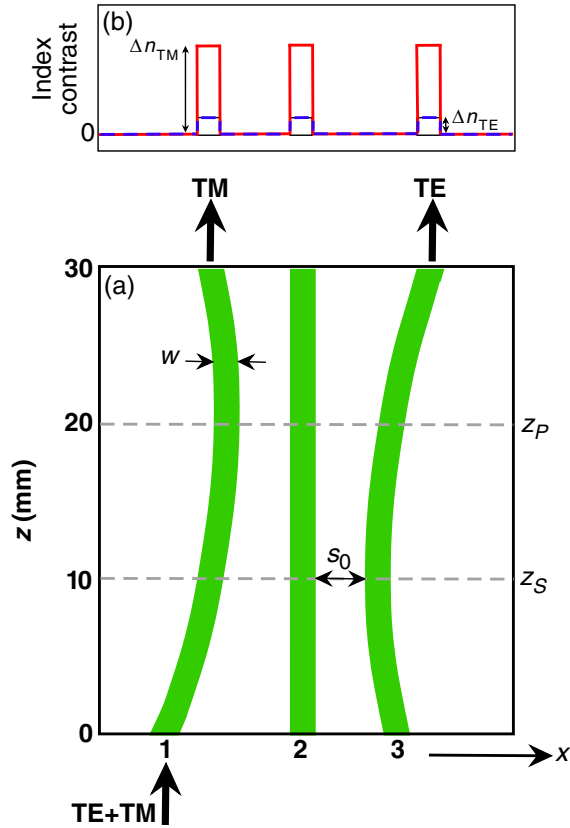 (b)
Index
contrast
Δn_TM
Δn_TE
0
TM
TE
30
(a)
w
20
z_P
z (mm)
s_0
10
z_S
0
1
2
3
x
TE+TM